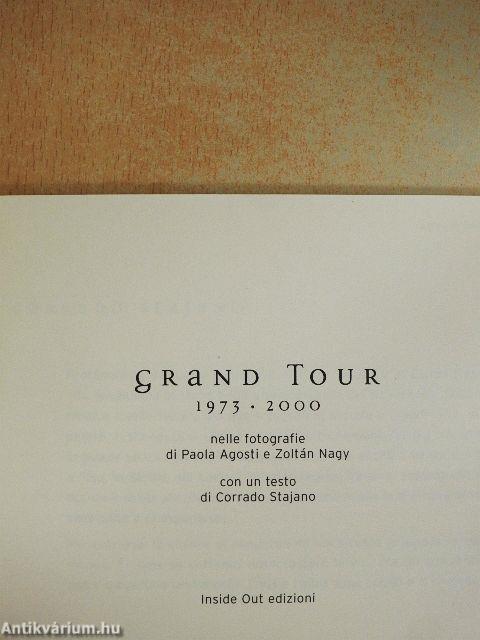 GRAND TOUR
1973 · 2000
nelle fotografie
di Paola Agosti e Zoltán Nagy
con un testo
di Corrado Stajano
Inside Out edizioni
Antikvárium.hu